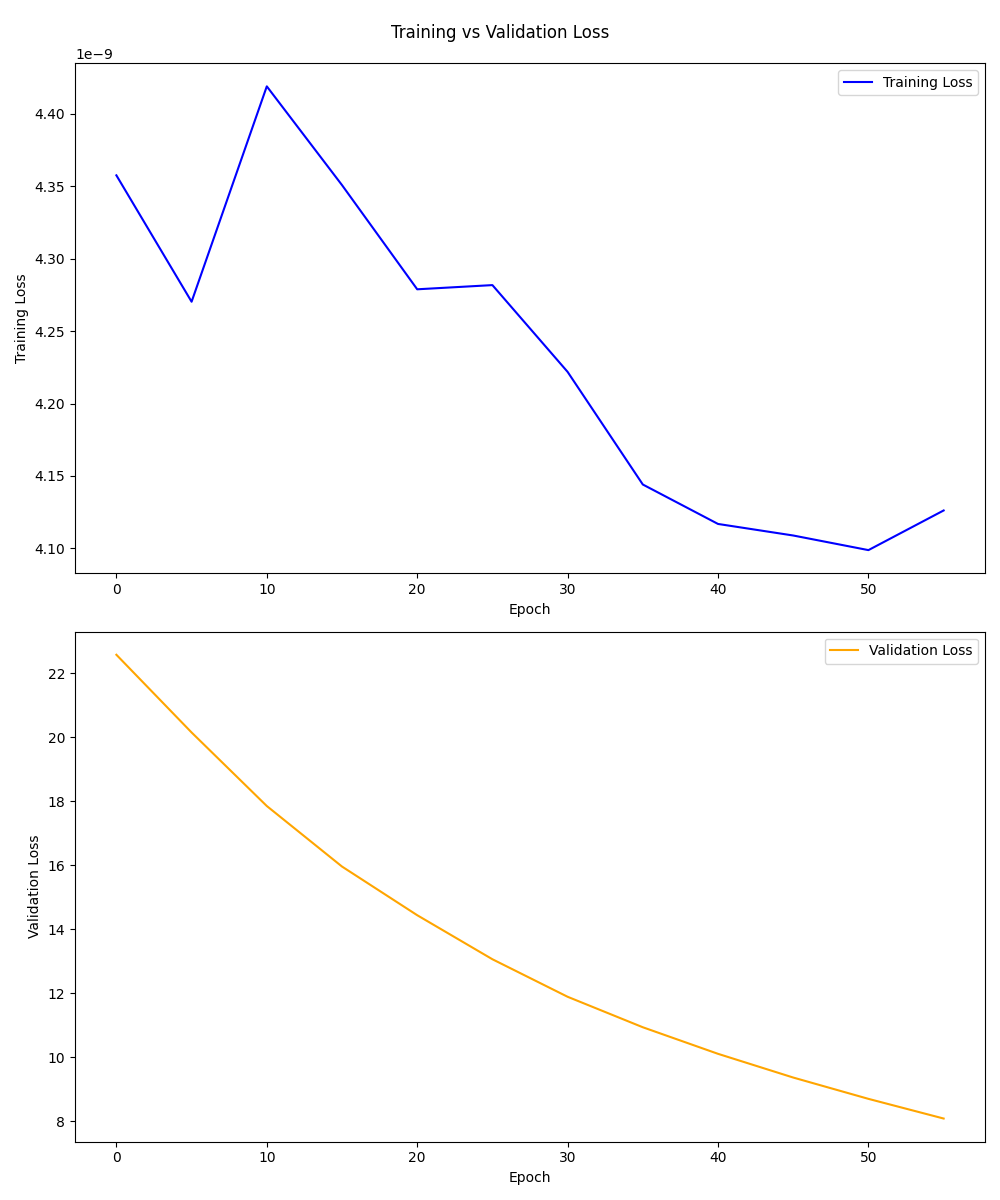 Training vs Validation Loss
1e−9
Training Loss
4.40
4.35
4.30
4.25
4.20
4.15
4.10
Training Loss
0 10 20 30 40 50
Epoch
Validation Loss
22
20
18
16
14
12
10
8
Validation Loss
0 10 20 30 40 50
Epoch